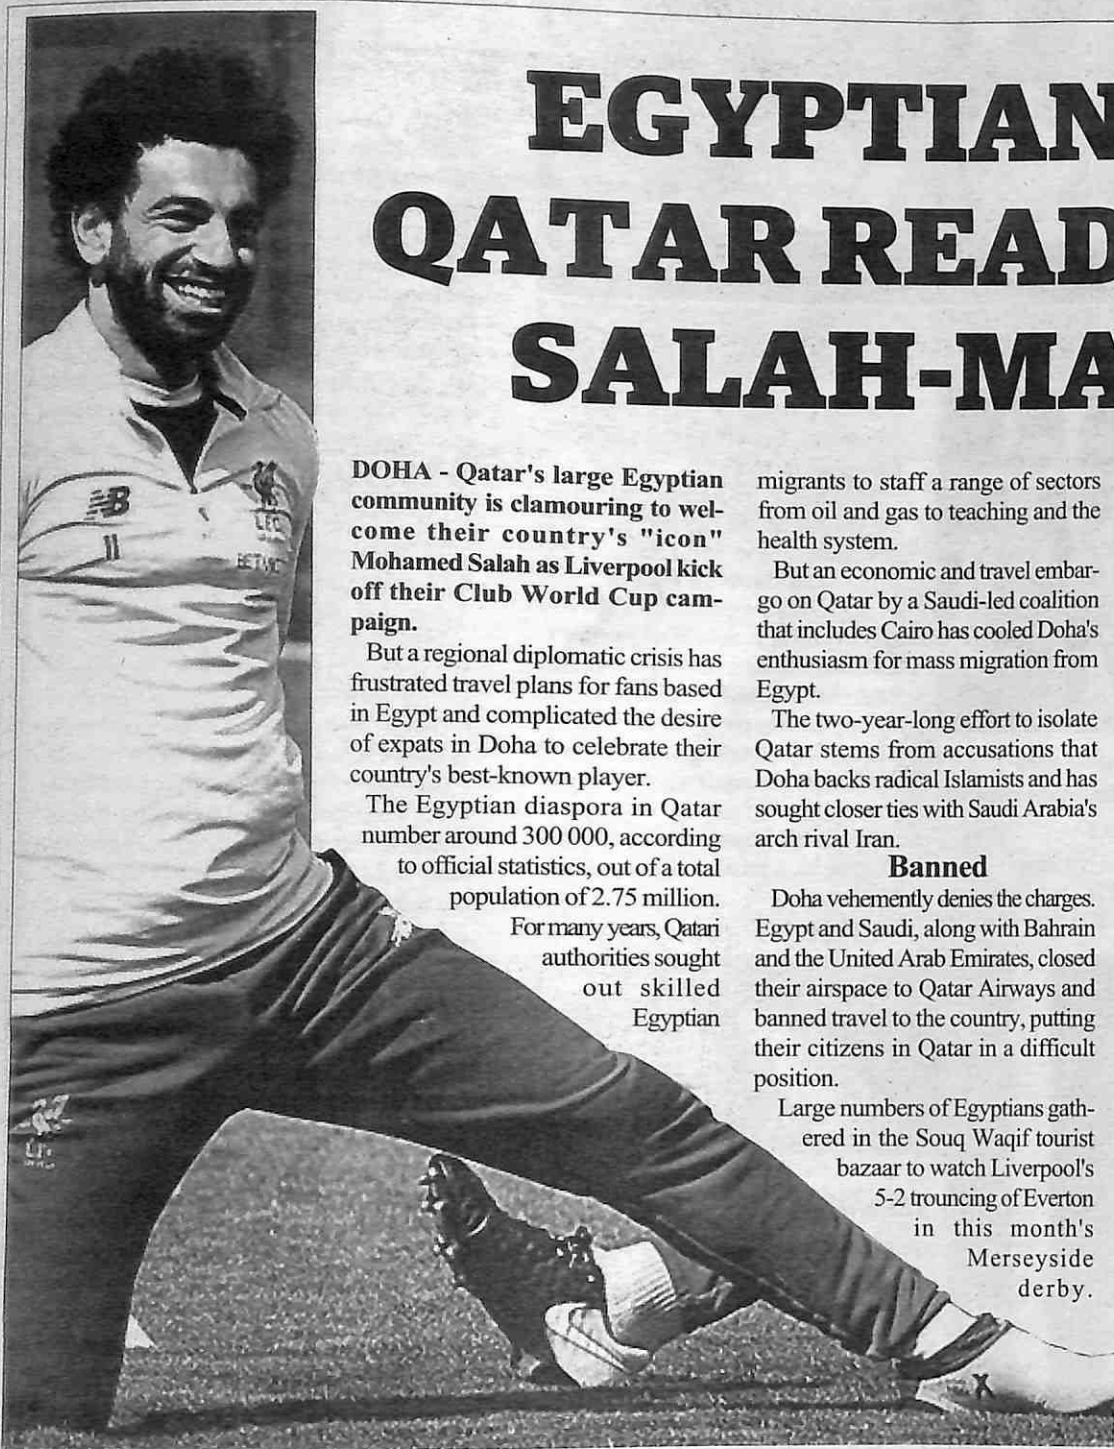 EGYPTIAN
QATAR READ
SALAH-MA
DOHA - Qatar's large Egyptian
community is clamouring to wel-
come their country's "icon"
Mohamed Salah as Liverpool kick
off their Club World Cup cam-
paign.
But a regional diplomatic crisis has
frustrated travel plans for fans based
in Egypt and complicated the desire
of expats in Doha to celebrate their
country's best-known player.
The Egyptian diaspora in Qatar
number around 300 000, according
to official statistics, out of a total
population of 2.75 million.
For many years, Qatari
authorities sought
out skilled
Egyptian
migrants to staff a range of sectors
from oil and gas to teaching and the
health system.
But an economic and travel embar-
go on Qatar by a Saudi-led coalition
that includes Cairo has cooled Doha's
enthusiasm for mass migration from
Egypt.
The two-year-long effort to isolate
Qatar stems from accusations that
Doha backs radical Islamists and has
sought closer ties with Saudi Arabia's
arch rival Iran.
Banned
Doha vehemently denies the charges.
Egypt and Saudi, along with Bahrain
and the United Arab Emirates, closed
their airspace to Qatar Airways and
banned travel to the country, putting
their citizens in Qatar in a difficult
position.
Large numbers of Egyptians gath-
ered in the Souq Waqif tourist
bazaar to watch Liverpool's
5-2 trouncing of Everton
in this month's
Merseyside
derby.
NB
11
LFC